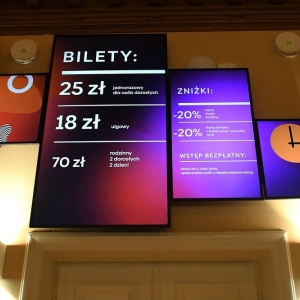 BILETY:
25 zł
jednorazowy
dla osób dorosłych
18 zł
ulgowy
70 zł
rodzinny
2 dorosłych
2 dzieci
ZNIŻKI:
-20%
-20%
WSTĘP BEZPŁATNY: